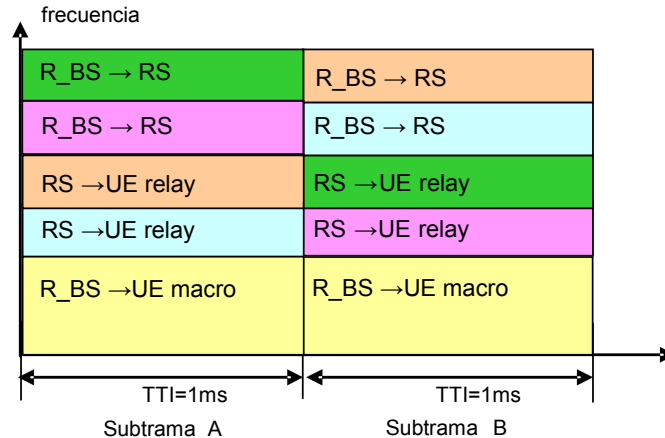 frecuencia
R_BS → RS
R_BS → RS
R_BS → RS
R_BS → RS
RS →UE relay
RS →UE relay
RS →UE relay
RS →UE relay
R_BS →UE macro
R_BS →UE macro
TTI=1ms
TTI=1ms
Subtrama A
Subtrama B